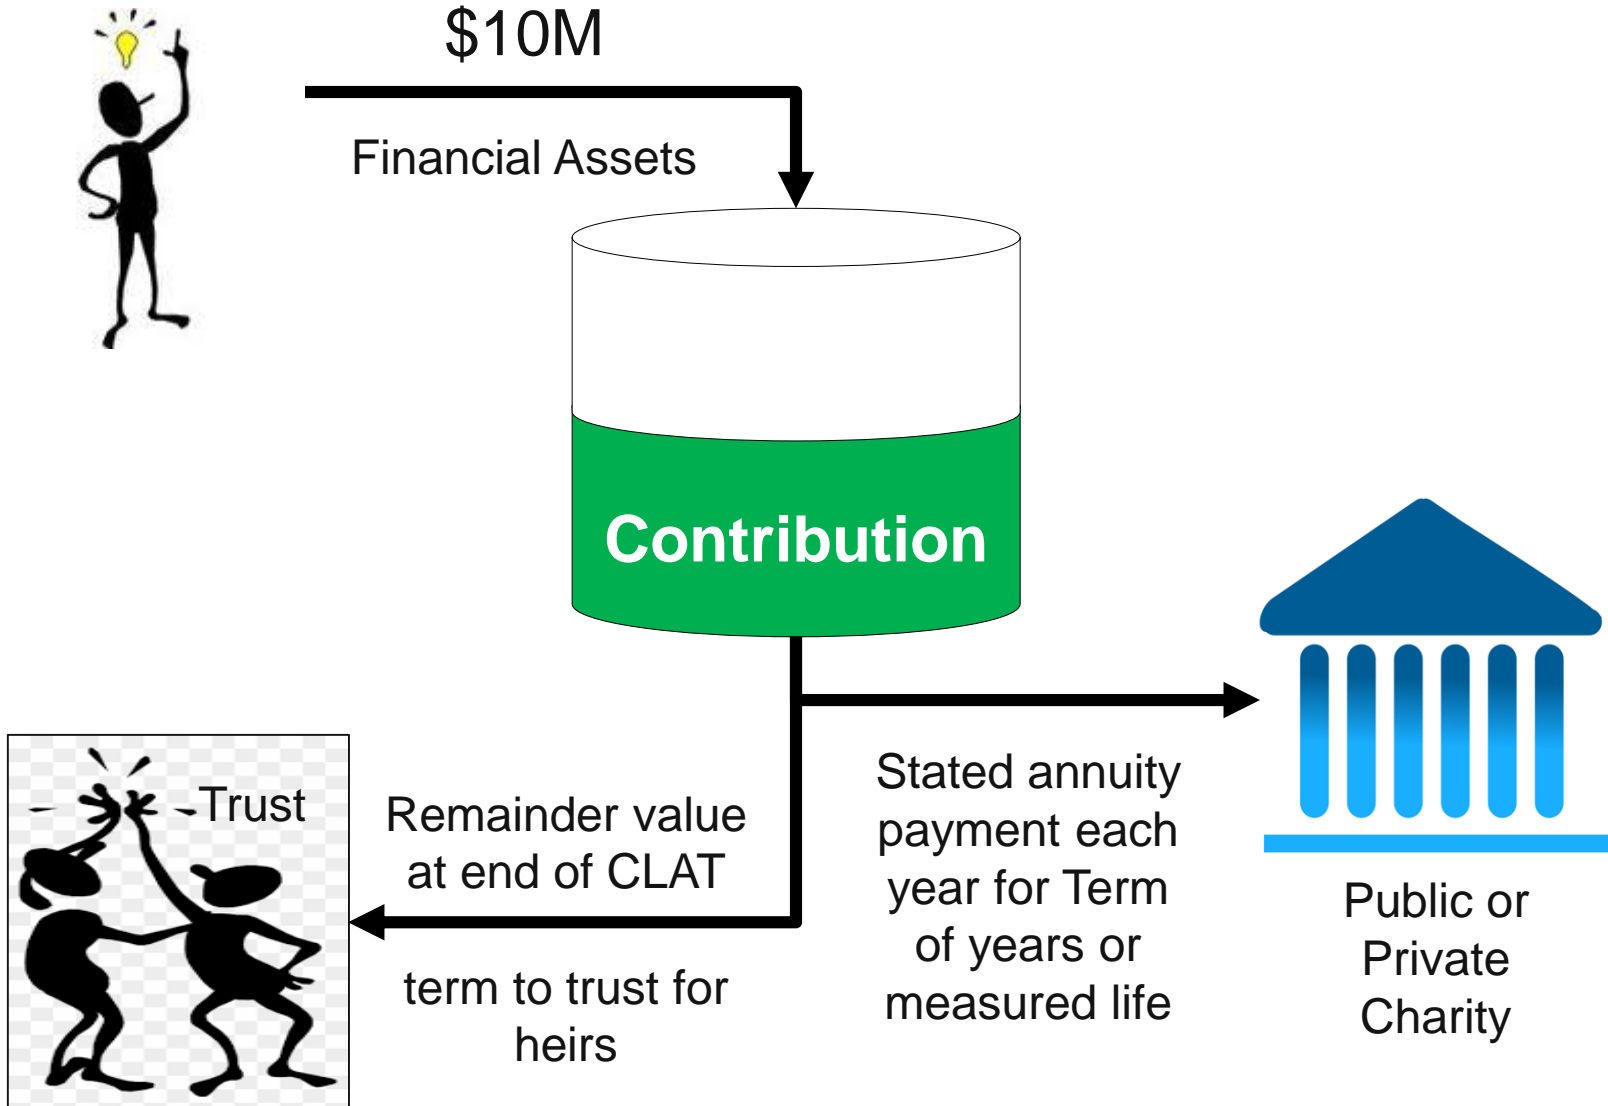 $10M
Financial Assets
Contribution
Trust
Remainder value
at end of CLAT
term to trust for
heirs
Stated annuity
payment each
year for Term
of years or
measured life
Public or
Private
Charity